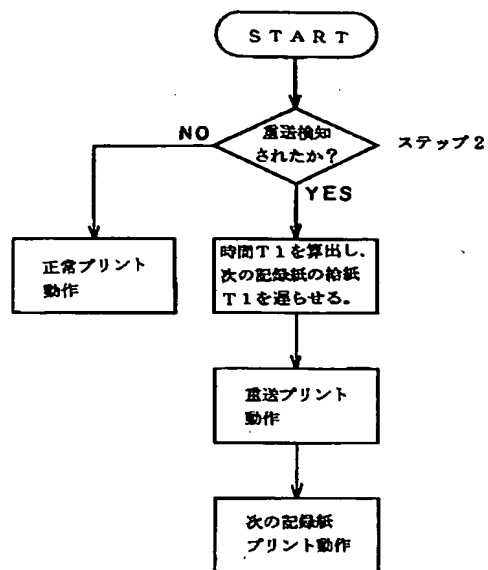 START
重送検知
されたか？
ステップ2
NO
YES
正常プリント
動作
時間T1を算出し、
次の記録紙の給紙
T1を遅らせる。
重送プリント
動作
次の記録紙
プリント動作